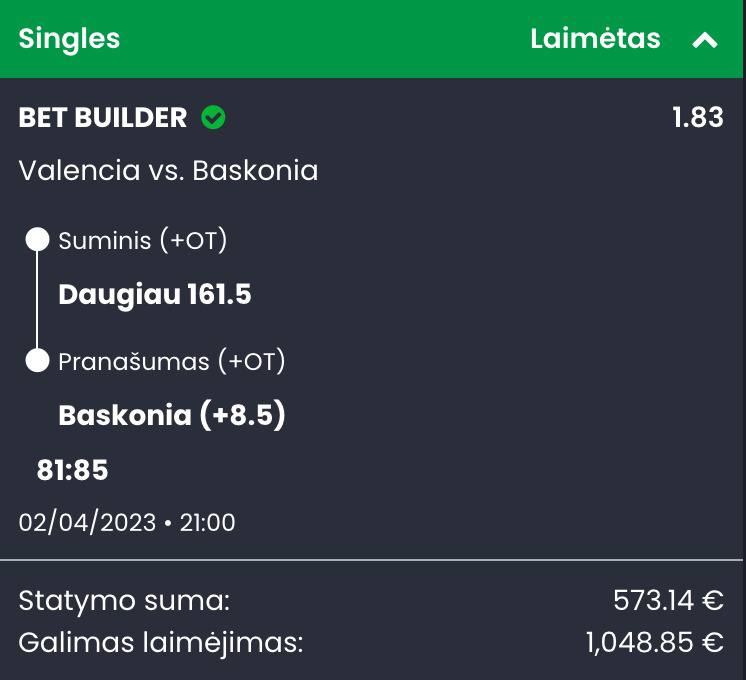 Singles Laimėtas
BET BUILDER 1.83
Valencia vs. Baskonia
Suminis (+OT)
Daugiau 161.5
Pranašumas (+OT)
Baskonia (+8.5)
81:85
02/04/2023 • 21:00
Statymo suma: 573.14 €
Galimas laimėjimas: 1,048.85 €